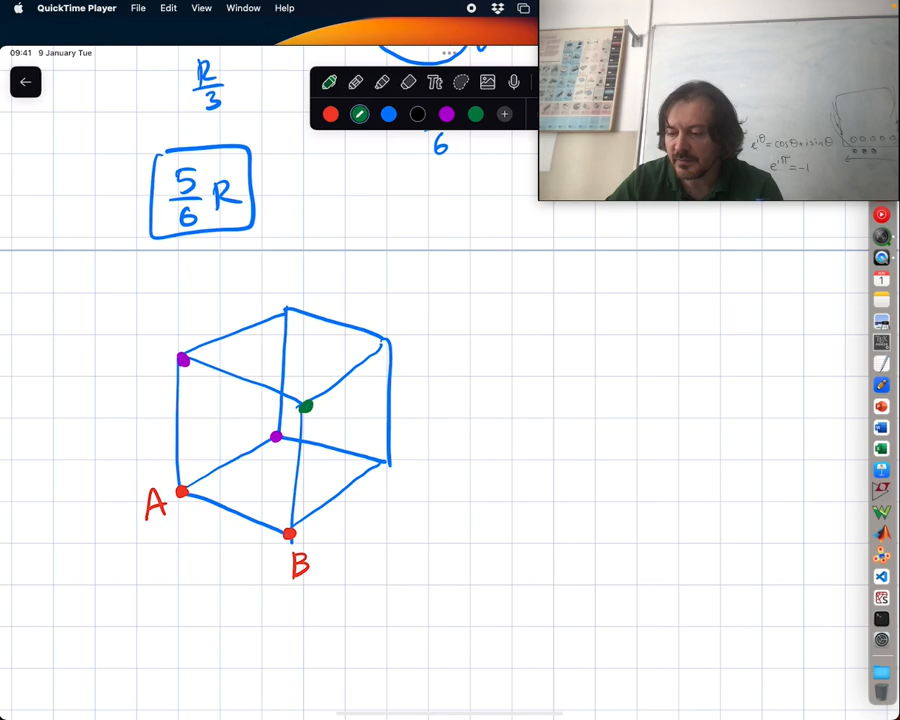 QuickTime Player File Edit View Window Help
09:41 9 January Tue
R
3
6
5
6
R
e^{iθ} = cosθ + i sinθ
e^{iπ} = -1
A
B